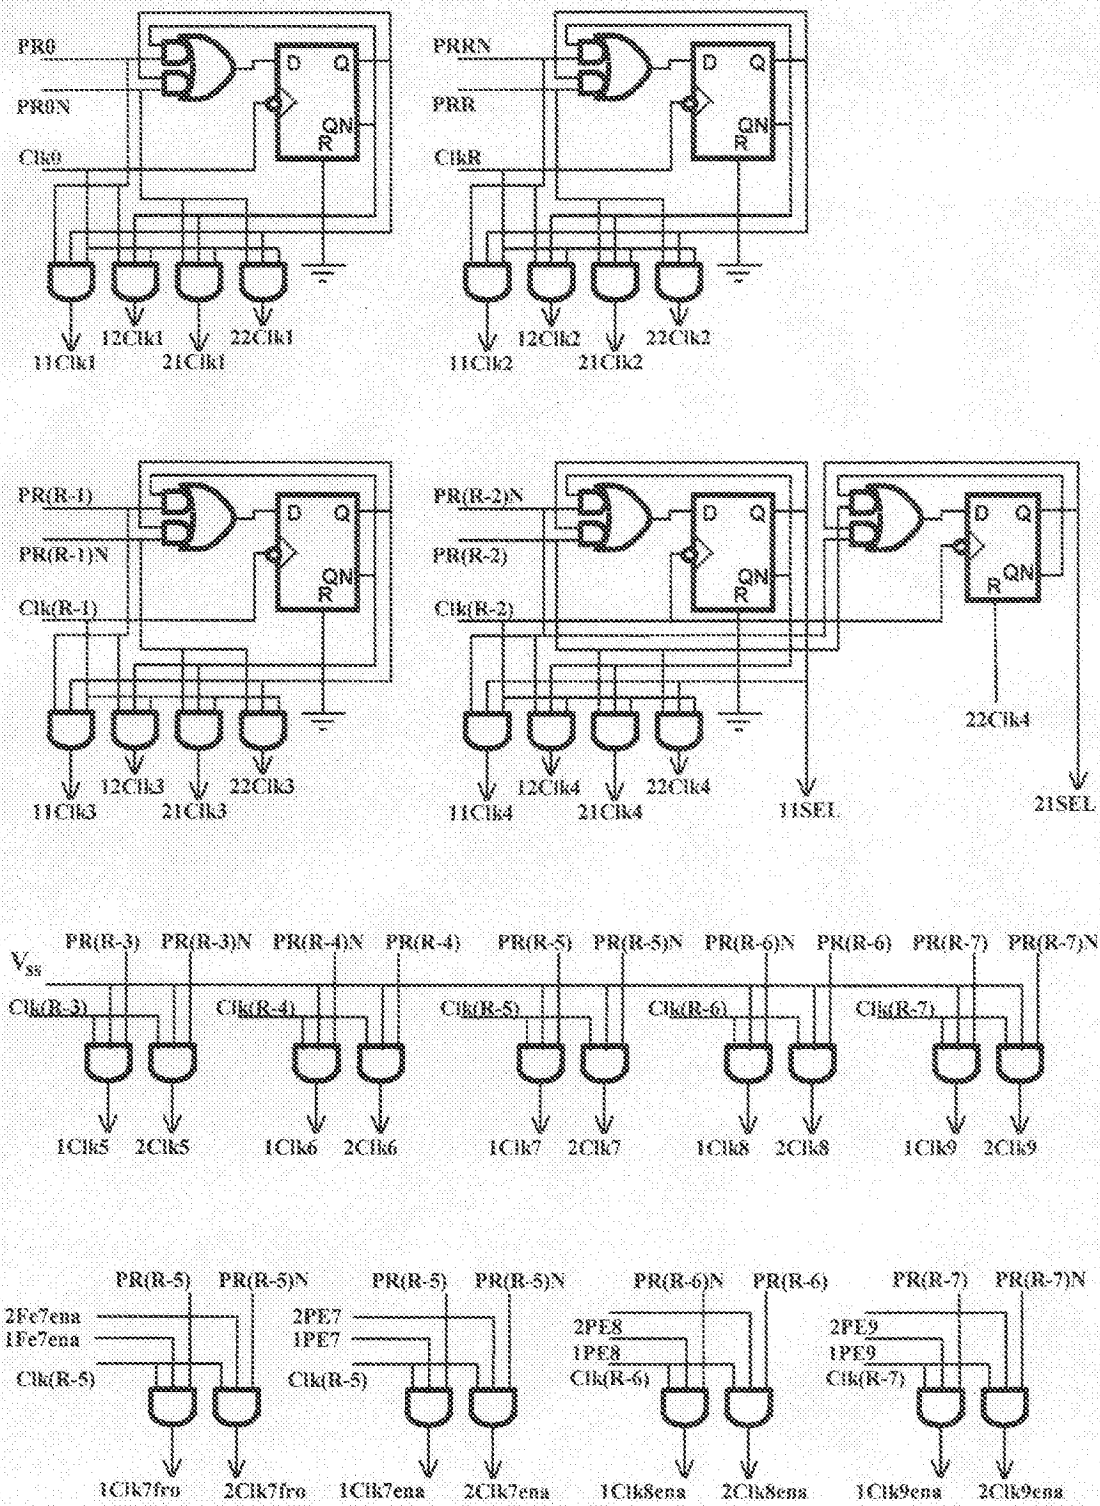 PR0
PR0N
Clk0
D Q
QN
R
11Clk1
12Clk1
21Clk1
22Clk1
PRRN
PRR
ClkR
D Q
QN
R
11Clk2
12Clk2
21Clk2
22Clk2
PR(R-1)
PR(R-1)N
Clk(R-1)
D Q
QN
R
11Clk3
12Clk3
21Clk3
22Clk3
PR(R-2)N
PR(R-2)
Clk(R-2)
D Q
QN
R
D Q
QN
R
22Clk4
11Clk4
12Clk4
21Clk4
22Clk4
11SEL
21SEL
PR(R-3) PR(R-3)N PR(R-4)N PR(R-4) PR(R-5) PR(R-5)N PR(R-6)N PR(R-6) PR(R-7) PR(R-7)N
Vss
Clk(R-3) Clk(R-4) Clk(R-5) Clk(R-6) Clk(R-7)
1Clk5 2Clk5 1Clk6 2Clk6 1Clk7 2Clk7 1Clk8 2Clk8 1Clk9 2Clk9
PR(R-5) PR(R-5)N PR(R-5) PR(R-5)N PR(R-6)N PR(R-6) PR(R-7) PR(R-7)N
2Fe7ena
1Fe7ena
Clk(R-5)
2PE7
1PE7
Clk(R-5)
2PE8
1PE8
Clk(R-6)
2PE9
1PE9
Clk(R-7)
1Clk7fro 2Clk7fro 1Clk7ena 2Clk7ena 1Clk8ena 2Clk8ena 1Clk9ena 2Clk9ena